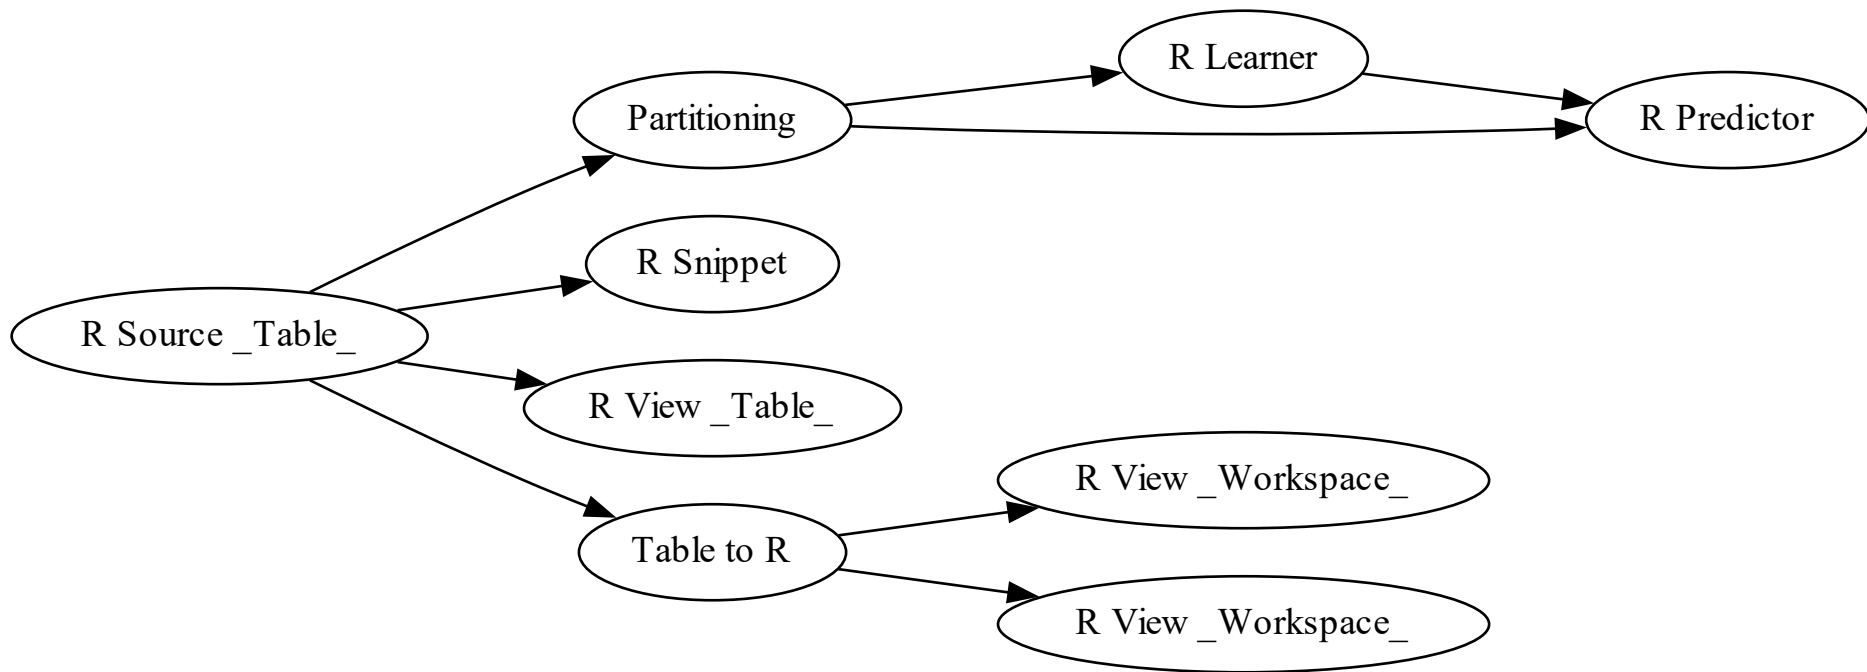 R Learner
Partitioning
R Predictor
R Snippet
R Source _Table_
R View _Table_
R View _Workspace_
Table to R
R View _Workspace_